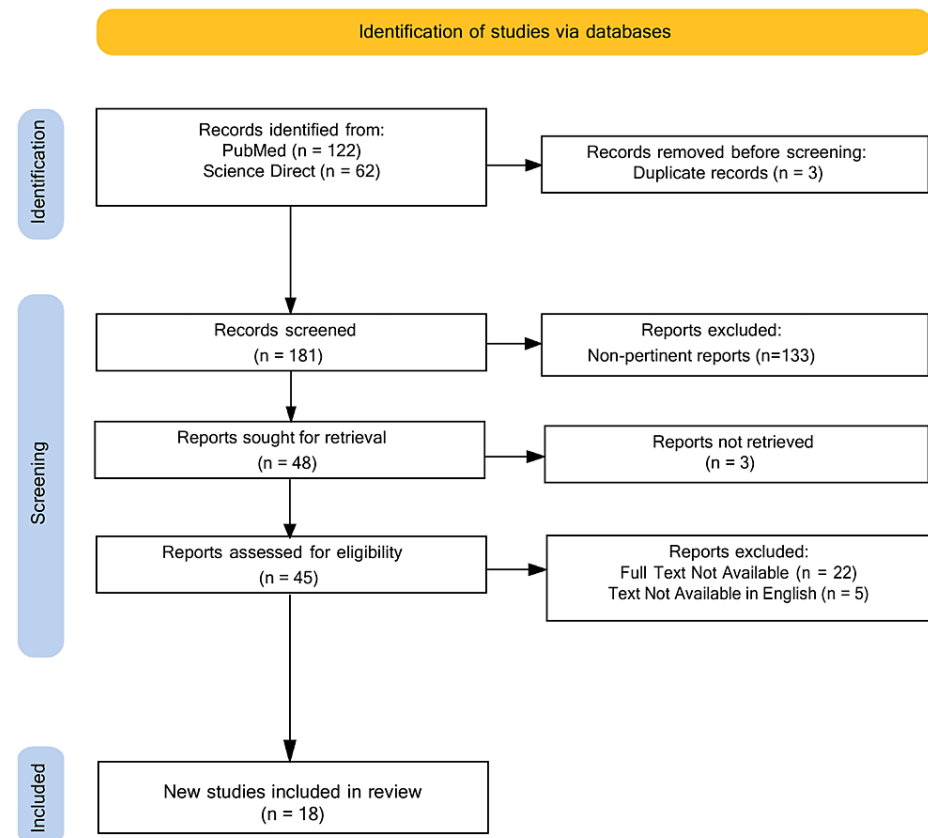 Identification of studies via databases
Identification
Records identified from:
PubMed (n = 122)
Science Direct (n = 62)
Records removed before screening:
Duplicate records (n = 3)
Screening
Records screened
(n = 181)
Reports excluded:
Non-pertinent reports (n=133)
Reports sought for retrieval
(n = 48)
Reports not retrieved
(n = 3)
Reports assessed for eligibility
(n = 45)
Reports excluded:
Full Text Not Available (n = 22)
Text Not Available in English (n = 5)
Included
New studies included in review
(n = 18)